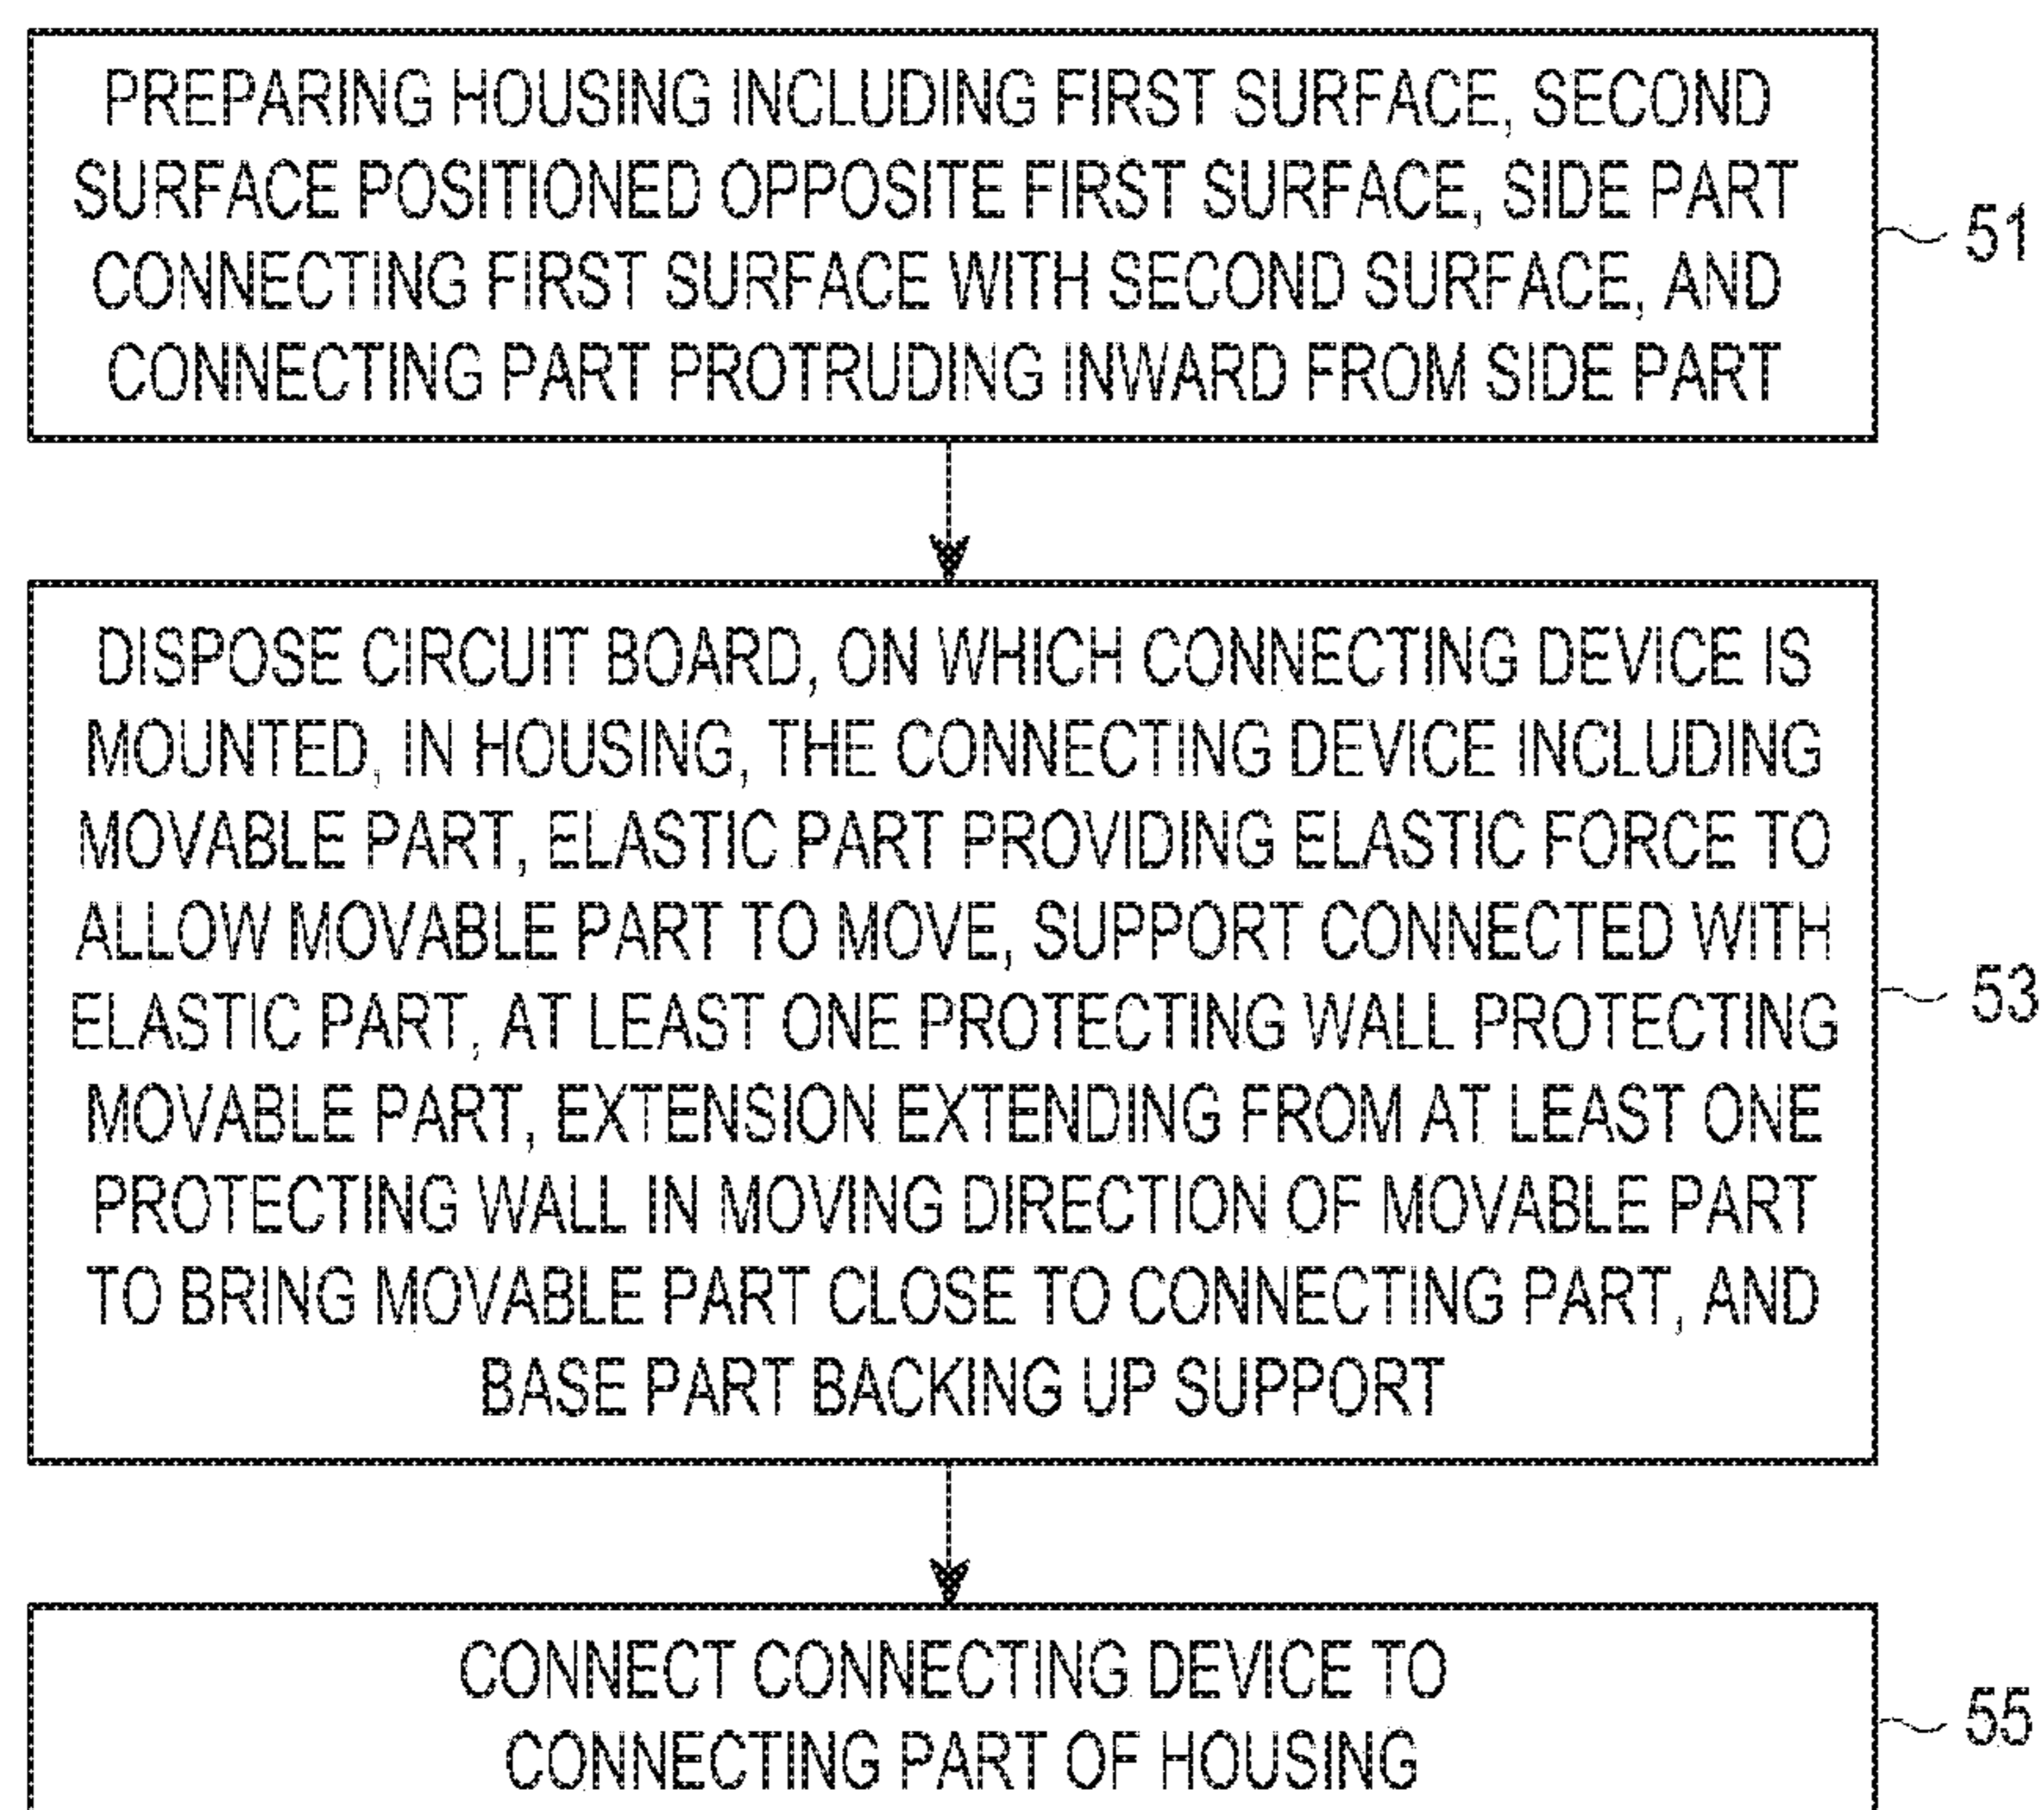 PREPARING HOUSING INCLUDING FIRST SURFACE, SECOND
SURFACE POSITIONED OPPOSITE FIRST SURFACE, SIDE PART
CONNECTING FIRST SURFACE WITH SECOND SURFACE, AND
CONNECTING PART PROTRUDING INWARD FROM SIDE PART
51
DISPOSE CIRCUIT BOARD, ON WHICH CONNECTING DEVICE IS
MOUNTED, IN HOUSING, THE CONNECTING DEVICE INCLUDING
MOVABLE PART, ELASTIC PART PROVIDING ELASTIC FORCE TO
ALLOW MOVABLE PART TO MOVE, SUPPORT CONNECTED WITH
ELASTIC PART, AT LEAST ONE PROTECTING WALL PROTECTING
MOVABLE PART, EXTENSION EXTENDING FROM AT LEAST ONE
PROTECTING WALL IN MOVING DIRECTION OF MOVABLE PART
TO BRING MOVABLE PART CLOSE TO CONNECTING PART, AND
BASE PART BACKING UP SUPPORT
53
CONNECT CONNECTING DEVICE TO
CONNECTING PART OF HOUSING
55